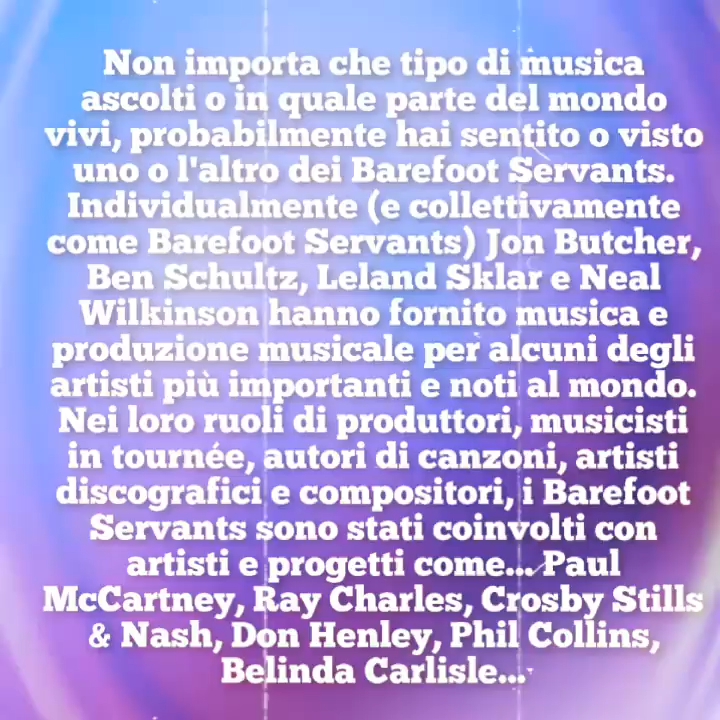 Non importa che tipo di musica
ascolti o in quale parte del mondo
vivi, probabilmente hai sentito o visto
uno o l'altro dei Barefoot Servants.
Individualmente (e collettivamente
come Barefoot Servants) Jon Butcher,
Ben Schultz, Leland Sklar e Neal
Wilkinson hanno fornito musica e
produzione musicale per alcuni degli
artisti più importanti e noti al mondo.
Nei loro ruoli di produttori, musicisti
in tournée, autori di canzoni, artisti
discografici e compositori, i Barefoot
Servants sono stati coinvolti con
artisti e progetti come... Paul
McCartney, Ray Charles, Crosby Stills
& Nash, Don Henley, Phil Collins,
Belinda Carlisle...